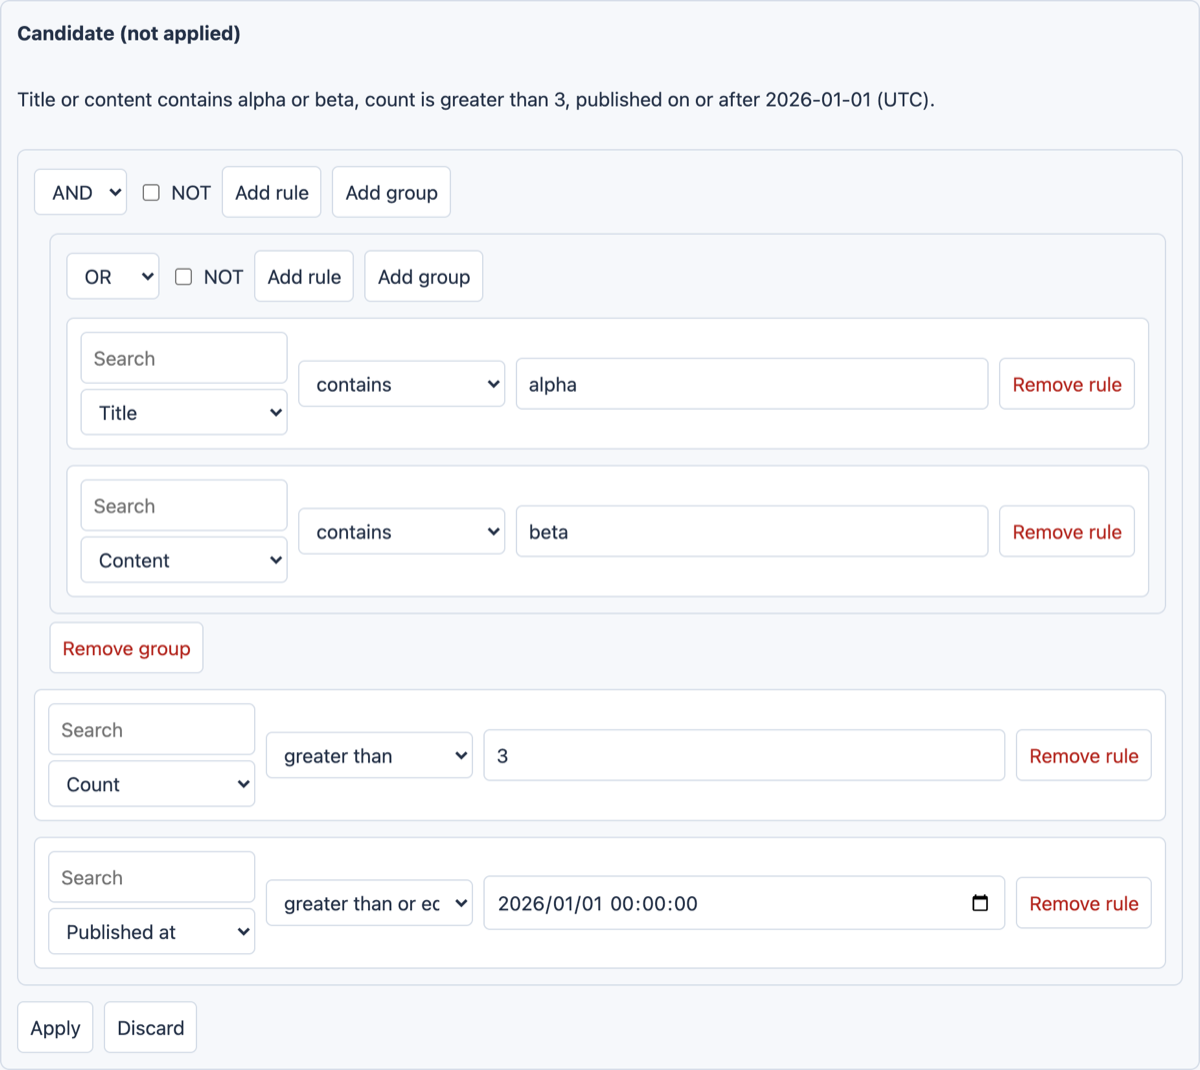 Candidate (not applied)
Title or content contains alpha or beta, count is greater than 3, published on or after 2026-01-01 (UTC).
AND NOT Add rule Add group
OR NOT Add rule Add group
Search
Title contains alpha Remove rule
Search
Content contains beta Remove rule
Remove group
Search
Count greater than 3 Remove rule
Search
Published at greater than or ec 2026/01/01 00:00:00 Remove rule
Apply Discard